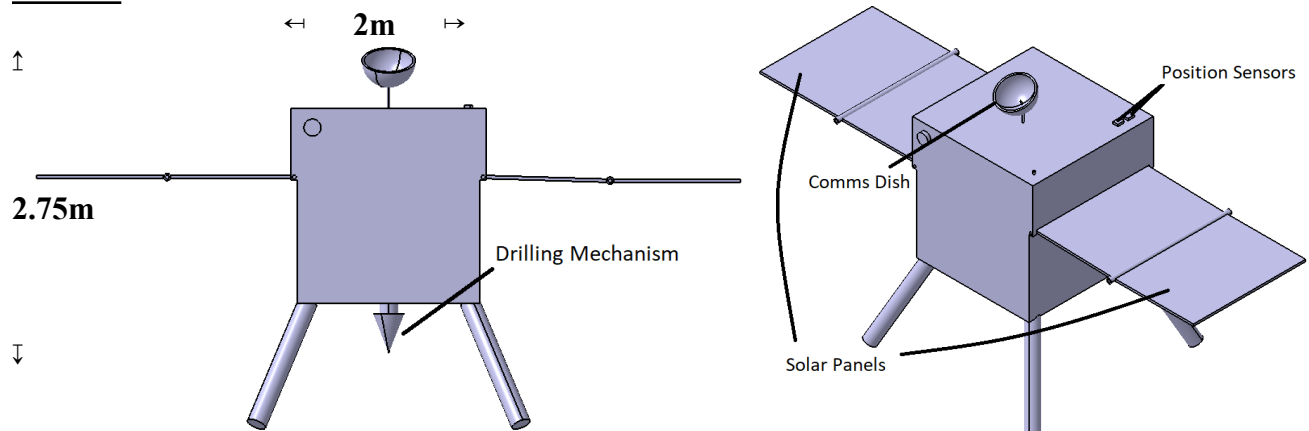 2m
2.75m
Drilling Mechanism
Position Sensors
Comms Dish
Solar Panels